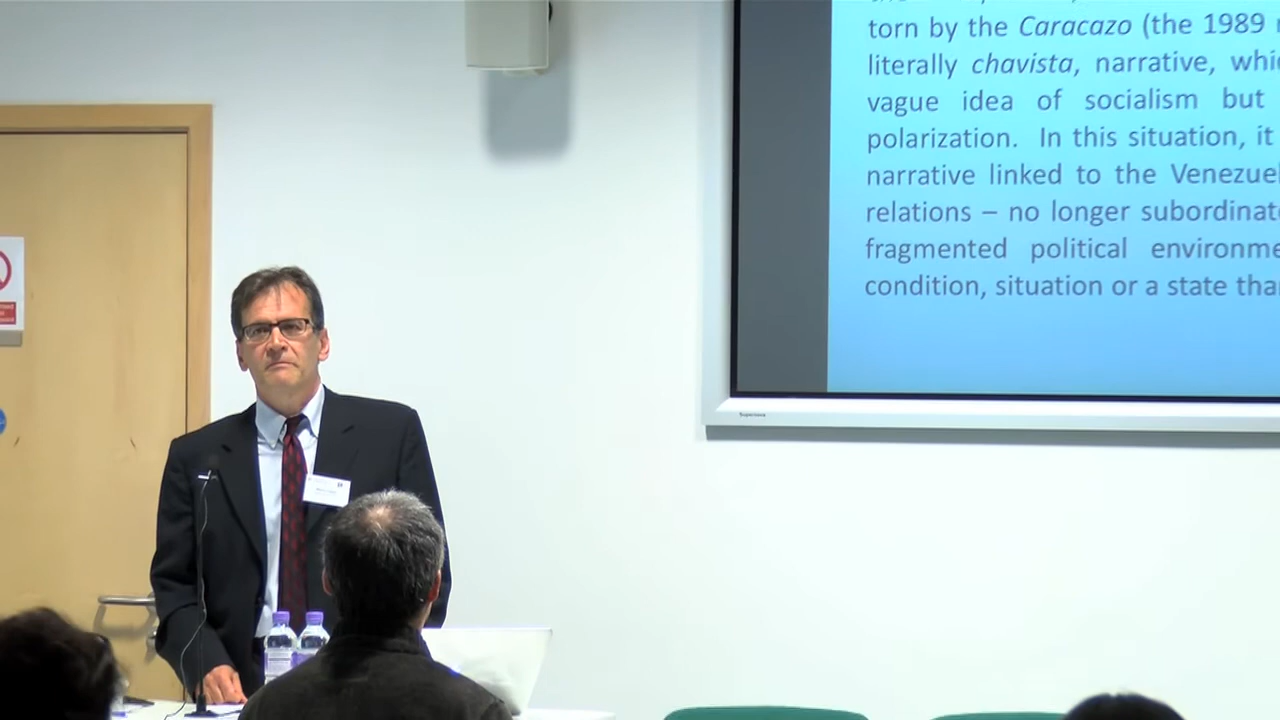 torn by the Caracazo (the 1989
literally chavista, narrative, whi
vague idea of socialism but
polarization. In this situation, it
narrative linked to the Venezuel
relations – no longer subordinat
fragmented political environme
condition, situation or a state tha